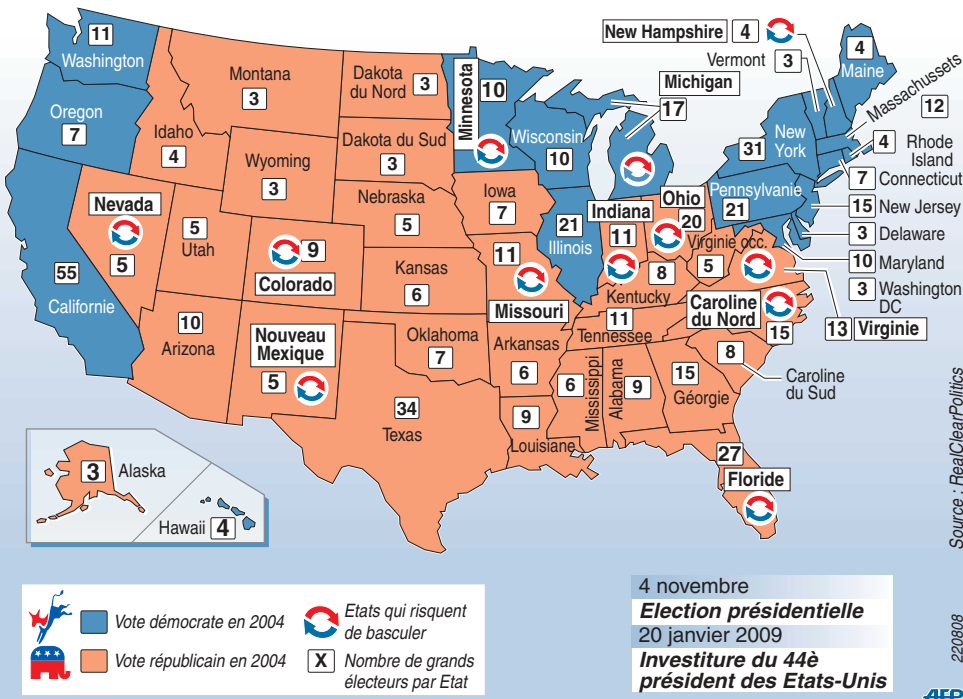 11
Washington
Oregon
7
55
Californie
Nevada
5
Idaho
4
Montana
3
Wyoming
3
5
Utah
9
Colorado
10
Arizona
Nouveau
Mexique
5
Dakota
du Nord
3
Dakota du Sud
3
Nebraska
5
Kansas
6
Oklahoma
7
34
Texas
Minnesota
10
Iowa
7
11
Missouri
Arkansas
6
9
Louisiane
Wisconsin
10
21
Illinois
Michigan
17
Indiana
11
Ohio
20
8
Kentucky
11
Tennessee
6
Mississippi
Alabama
9
15
Géorgie
27
Floride
8
Caroline
du Sud
Caroline
du Nord
15
Virginie occ.
5
13
Virginie
Pennsylvanie
21
31
New
York
New Hampshire
4
Vermont
3
4
Maine
Massachussets
12
4
Rhode
Island
7
Connecticut
15
New Jersey
3
Delaware
10
Maryland
3
Washington
DC
3
Alaska
Hawaii
4
Vote démocrate en 2004
Vote républicain en 2004
Etats qui risquent
de basculer
X
Nombre de grands
électeurs par Etat
4 novembre
Election présidentielle
20 janvier 2009
Investiture du 44è
président des Etats-Unis
Source : RealClearPolitics
220808
AFP